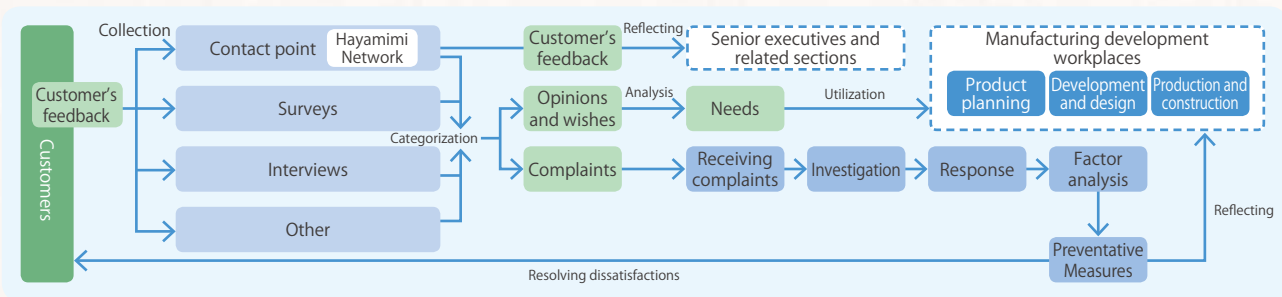 Collection
Customers
Customer's
feedback
Contact point
Hayamimi
Network
Surveys
Interviews
Other
Categorization
Customer's
feedback
Reflecting
Senior executives and
related sections
Opinions
and wishes
Analysis
Needs
Utilization
Manufacturing development
workplaces
Product
planning
Development
and design
Production and
construction
Complaints
Receiving
complaints
Investigation
Response
Factor
analysis
Preventative
Measures
Reflecting
Resolving dissatisfactions